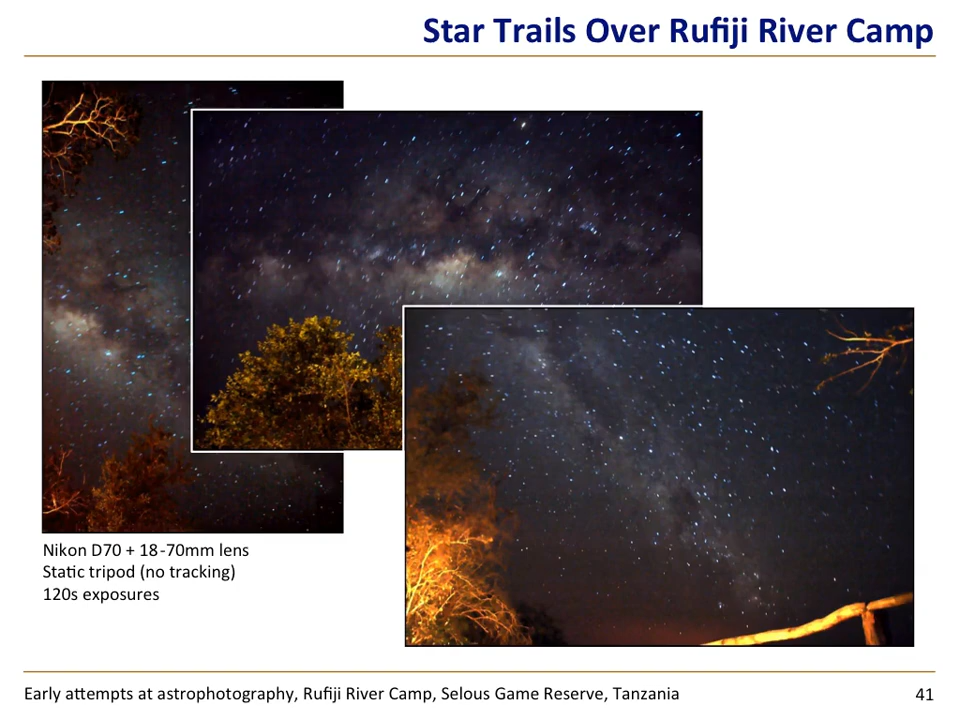 Star Trails Over Rufiji River Camp
Nikon D70 + 18-70mm lens
Static tripod (no tracking)
120s exposures
Early attempts at astrophotography, Rufiji River Camp, Selous Game Reserve, Tanzania
41